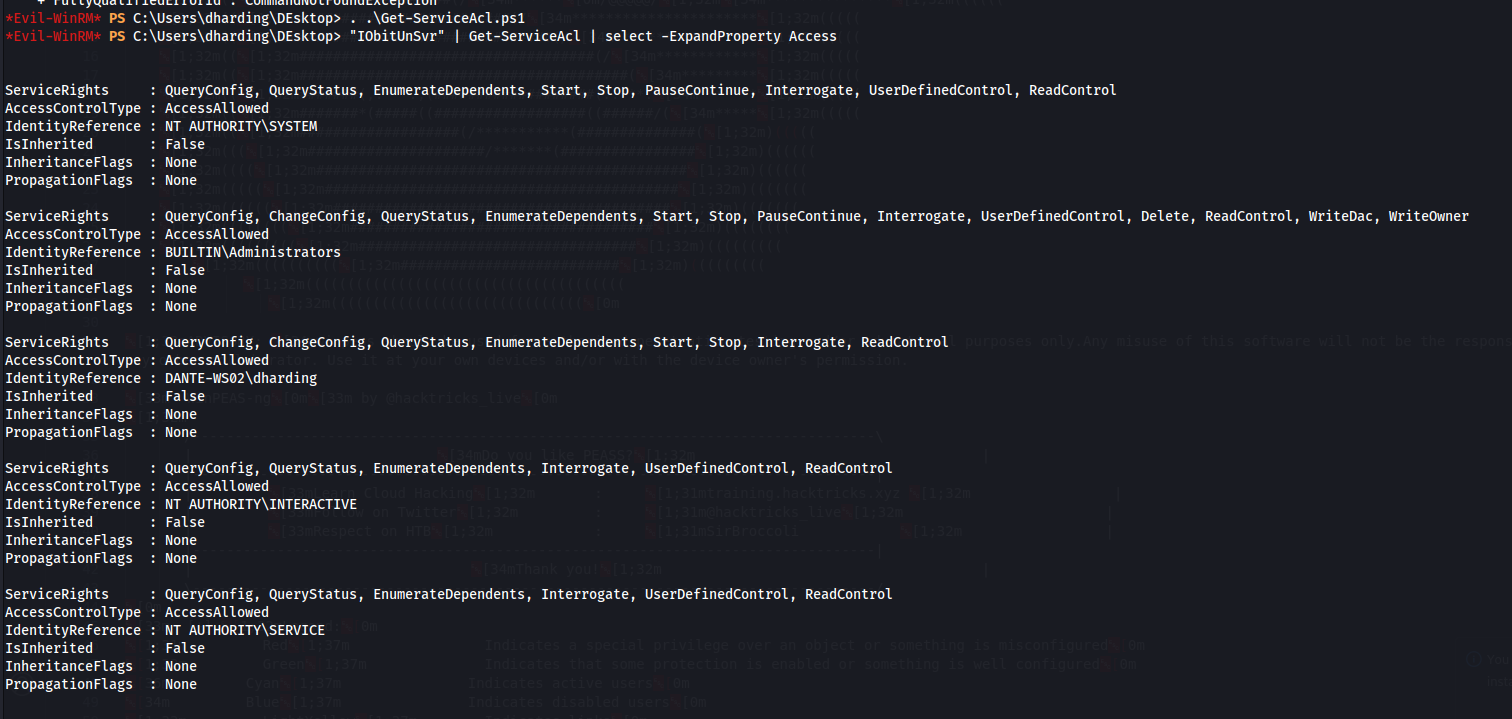 + FullyQualifiedErrorId : CommandNotFoundException
*Evil-WinRM* PS C:\Users\dharding\DEsktop> . .\Get-ServiceAcl.ps1
*Evil-WinRM* PS C:\Users\dharding\DEsktop> "IObitUnSvr" | Get-ServiceAcl | select -ExpandProperty Access
ServiceRights     : QueryConfig, QueryStatus, EnumerateDependents, Start, Stop, PauseContinue, Interrogate, UserDefinedControl, ReadControl
AccessControlType : AccessAllowed
IdentityReference : NT AUTHORITY\SYSTEM
IsInherited       : False
InheritanceFlags  : None
PropagationFlags  : None
ServiceRights     : QueryConfig, ChangeConfig, QueryStatus, EnumerateDependents, Start, Stop, PauseContinue, Interrogate, UserDefinedControl, Delete, ReadControl, WriteDac, WriteOwner
AccessControlType : AccessAllowed
IdentityReference : BUILTIN\Administrators
IsInherited       : False
InheritanceFlags  : None
PropagationFlags  : None
ServiceRights     : QueryConfig, ChangeConfig, QueryStatus, EnumerateDependents, Start, Stop, Interrogate, ReadControl
AccessControlType : AccessAllowed
IdentityReference : DANTE-WS02\dharding
IsInherited       : False
InheritanceFlags  : None
PropagationFlags  : None
ServiceRights     : QueryConfig, QueryStatus, EnumerateDependents, Interrogate, UserDefinedControl, ReadControl
AccessControlType : AccessAllowed
IdentityReference : NT AUTHORITY\INTERACTIVE
IsInherited       : False
InheritanceFlags  : None
PropagationFlags  : None
ServiceRights     : QueryConfig, QueryStatus, EnumerateDependents, Interrogate, UserDefinedControl, ReadControl
AccessControlType : AccessAllowed
IdentityReference : NT AUTHORITY\SERVICE
IsInherited       : False
InheritanceFlags  : None
PropagationFlags  : None